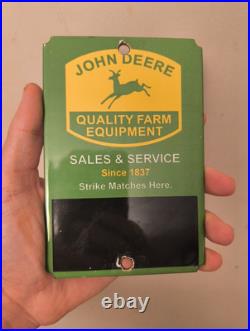 JOHN DEERE
QUALITY FARM
EQUIPMENT
SALES & SERVICE
Since 1837
Strike Matches Here.